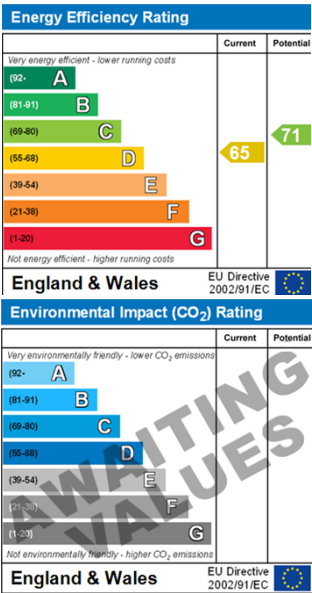 Energy Efficiency Rating
Current Potential
Very energy efficient - lower running costs
(92- A
(81-91) B
(69-80) C
(55-68) D
(39-54) E
(21-38) F
(1-20) G
65
71
Not energy efficient - higher running costs
England & Wales
EU Directive
2002/91/EC
Environmental Impact (CO2) Rating
Current Potential
Very environmentally friendly - lower CO2 emissions
(92- A
(81-91) B
(69-80) C
(55-68) D
(39-54) E
(21-38) F
(1-20) G
AWAITING
VALUES
Not environmentally friendly - higher CO2 emissions
England & Wales
EU Directive
2002/91/EC